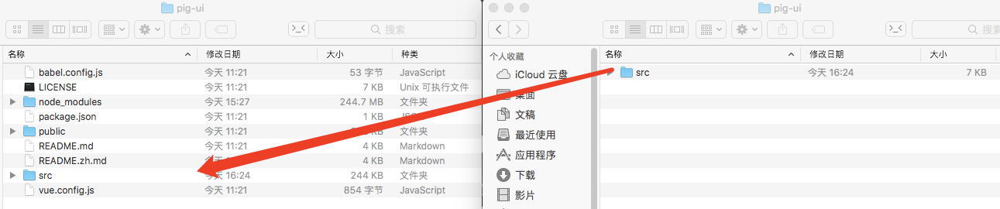 pig-ui
搜索
名称 修改日期 大小 种类
babel.config.js 今天 11:21 53 字节 JavaScript
LICENSE 今天 11:21 7 KB Unix 可执行文件
node_modules 今天 15:27 244.7 MB 文件夹
package.json 今天 11:21 1 KB
public 今天 11:21 文件夹
README.md 今天 11:21 4 KB Markdown
README.zh.md 4 KB Markdown
src 今天 16:24 244 KB 文件夹
vue.config.js 今天 11:21 854 字节 JavaScript
pig-ui
搜索
个人收藏
iCloud 云盘
桌面
文稿
最近使用
应用程序
下载
影片
名称 修改日期 大小
src 今天 16:24 7 KB